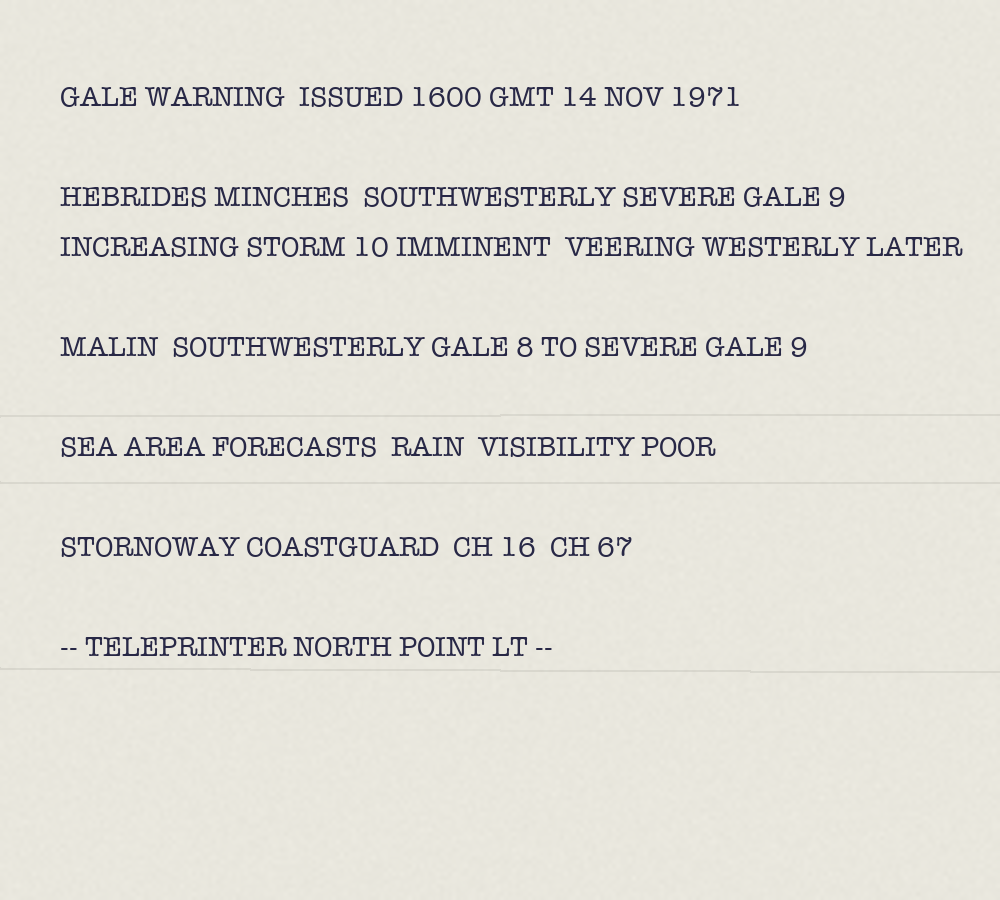 GALE WARNING  ISSUED 1600 GMT 14 NOV 1971
HEBRIDES MINCHES  SOUTHWESTERLY SEVERE GALE 9
INCREASING STORM 10 IMMINENT  VEERING WESTERLY LATER
MALIN  SOUTHWESTERLY GALE 8 TO SEVERE GALE 9
SEA AREA FORECASTS  RAIN  VISIBILITY POOR
STORNOWAY COASTGUARD  CH 16  CH 67
-- TELEPRINTER NORTH POINT LT --